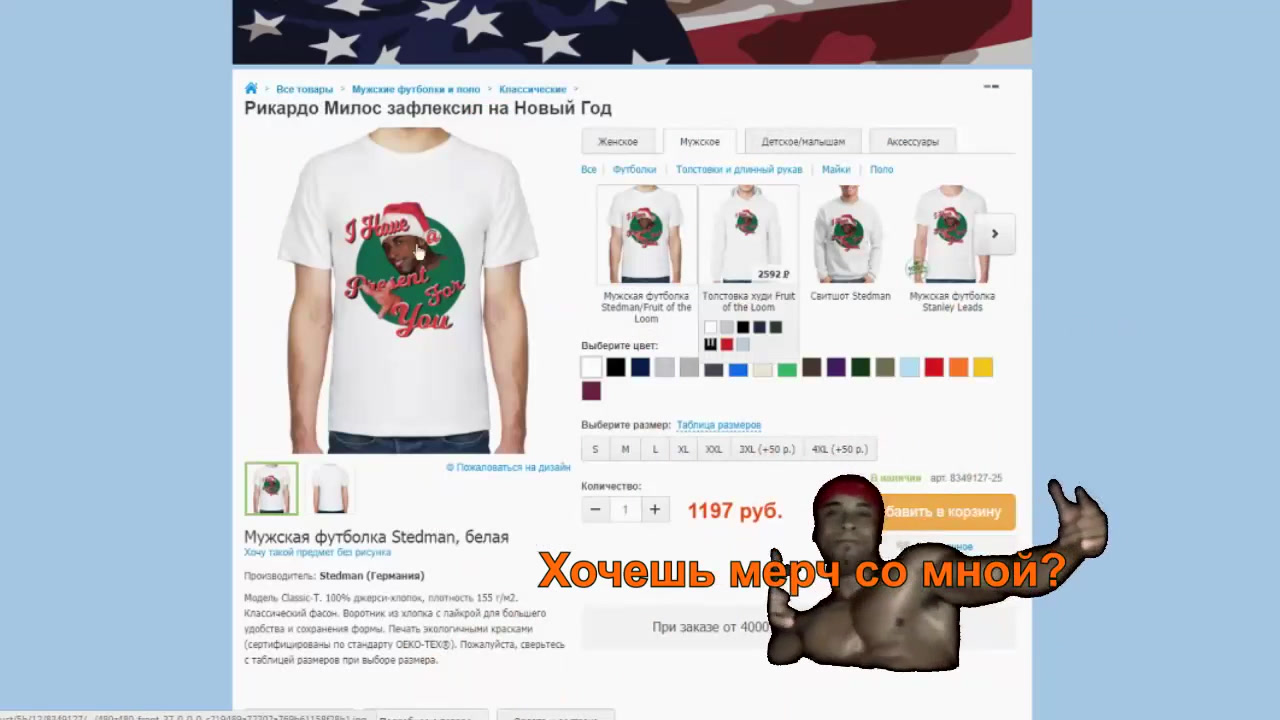 Все товары > Мужские футболки и поло > Классические >
Рикардо Милос зафлексил на Новый Год
Женское Мужское Детское/малышам Аксессуары
Все Футболки Толстовки и длинный рукав Майки Поло
I Have a
Present For
You
2592 ₽
Мужская футболка Stedman/Fruit of the Loom
Толстовка худи Fruit of the Loom
Свитшот Stedman
Мужская футболка Stanley Leads
Выберите цвет:
Выберите размер: Таблица размеров
S M L XL XXL 3XL (+50 р.) 4XL (+50 р.)
Пожаловаться на дизайн
В наличии арт. 8349127-25
Количество:
− 1 + 1197 руб. бавить в корзину
Мужская футболка Stedman, белая
Хочу такой предмет без рисунка
Хочешь мерч со мной?
Производитель: Stedman (Германия)
Модель Classic-T. 100% джерси-хлопок, плотность 155 г/м2.
Классический фасон. Воротник из хлопка с лайкрой для большего
удобства и сохранения формы. Печать экологичными красками
(сертифицированы по стандарту OEKO-TEX®). Пожалуйста, сверьтесь
с таблицей размеров при выборе размера.
При заказе от 4000